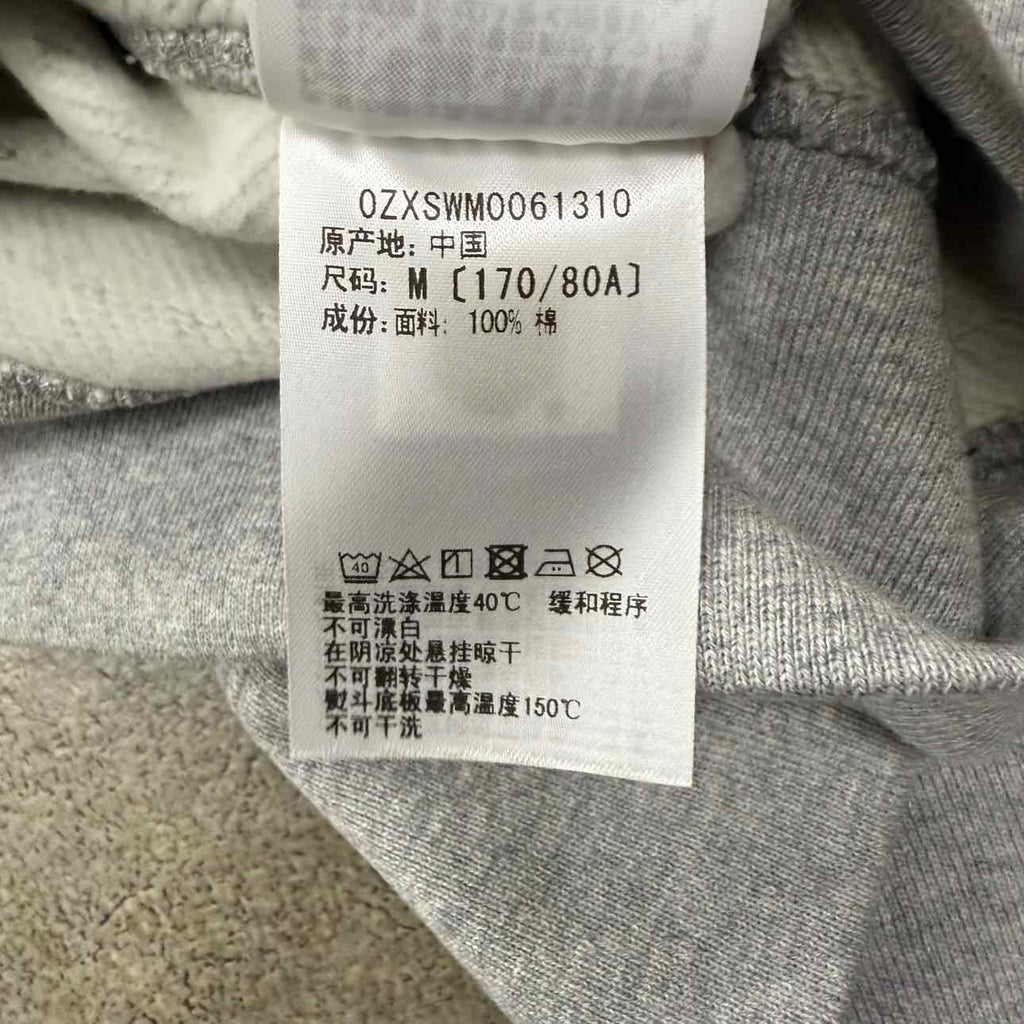 0ZXSWM0061310
原产地: 中国
尺码: M〔170/80A〕
成份: 面料: 100% 棉
40
最高洗涤温度40℃ 缓和程序
不可漂白
在阴凉处悬挂晾干
不可翻转干燥
熨斗底板最高温度150℃
不可干洗